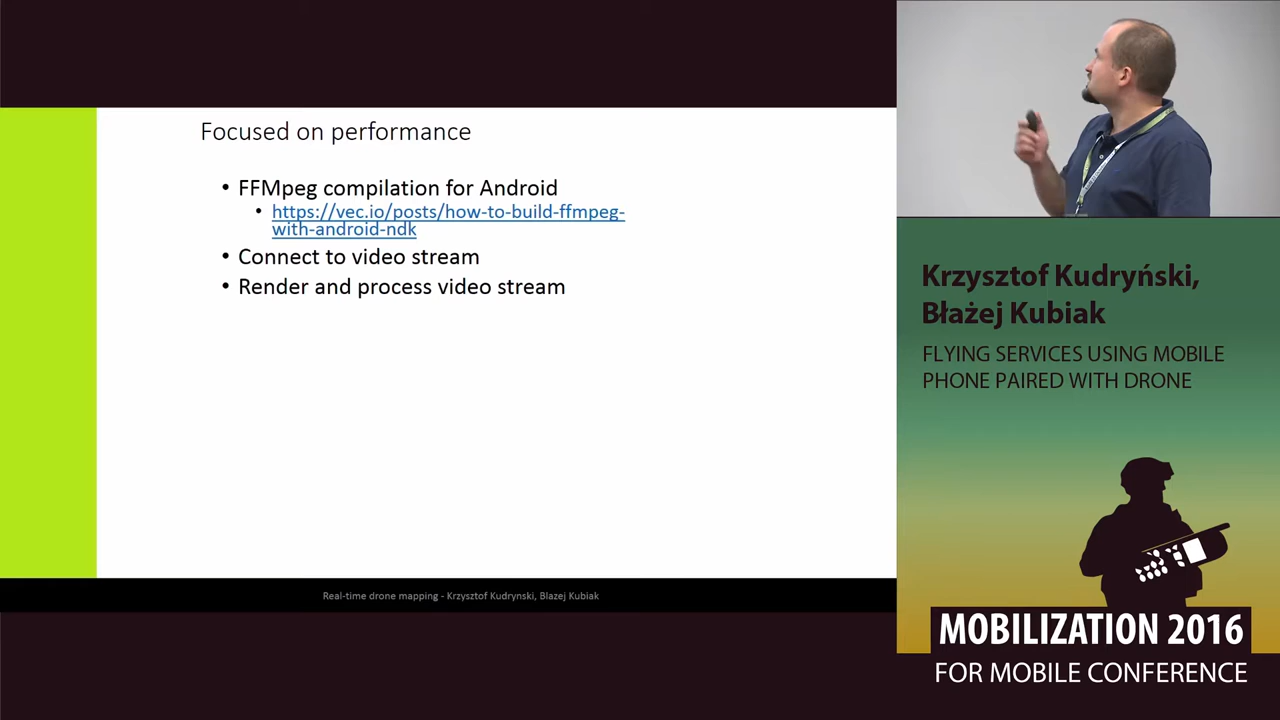 Focused on performance
• FFMpeg compilation for Android
• https://vec.io/posts/how-to-build-ffmpeg-
with-android-ndk
• Connect to video stream
• Render and process video stream
Real-time drone mapping - Krzysztof Kudrynski, Blazej Kubiak
Krzysztof Kudryński,
Błażej Kubiak
FLYING SERVICES USING MOBILE
PHONE PAIRED WITH DRONE
MOBILIZATION 2016
FOR MOBILE CONFERENCE